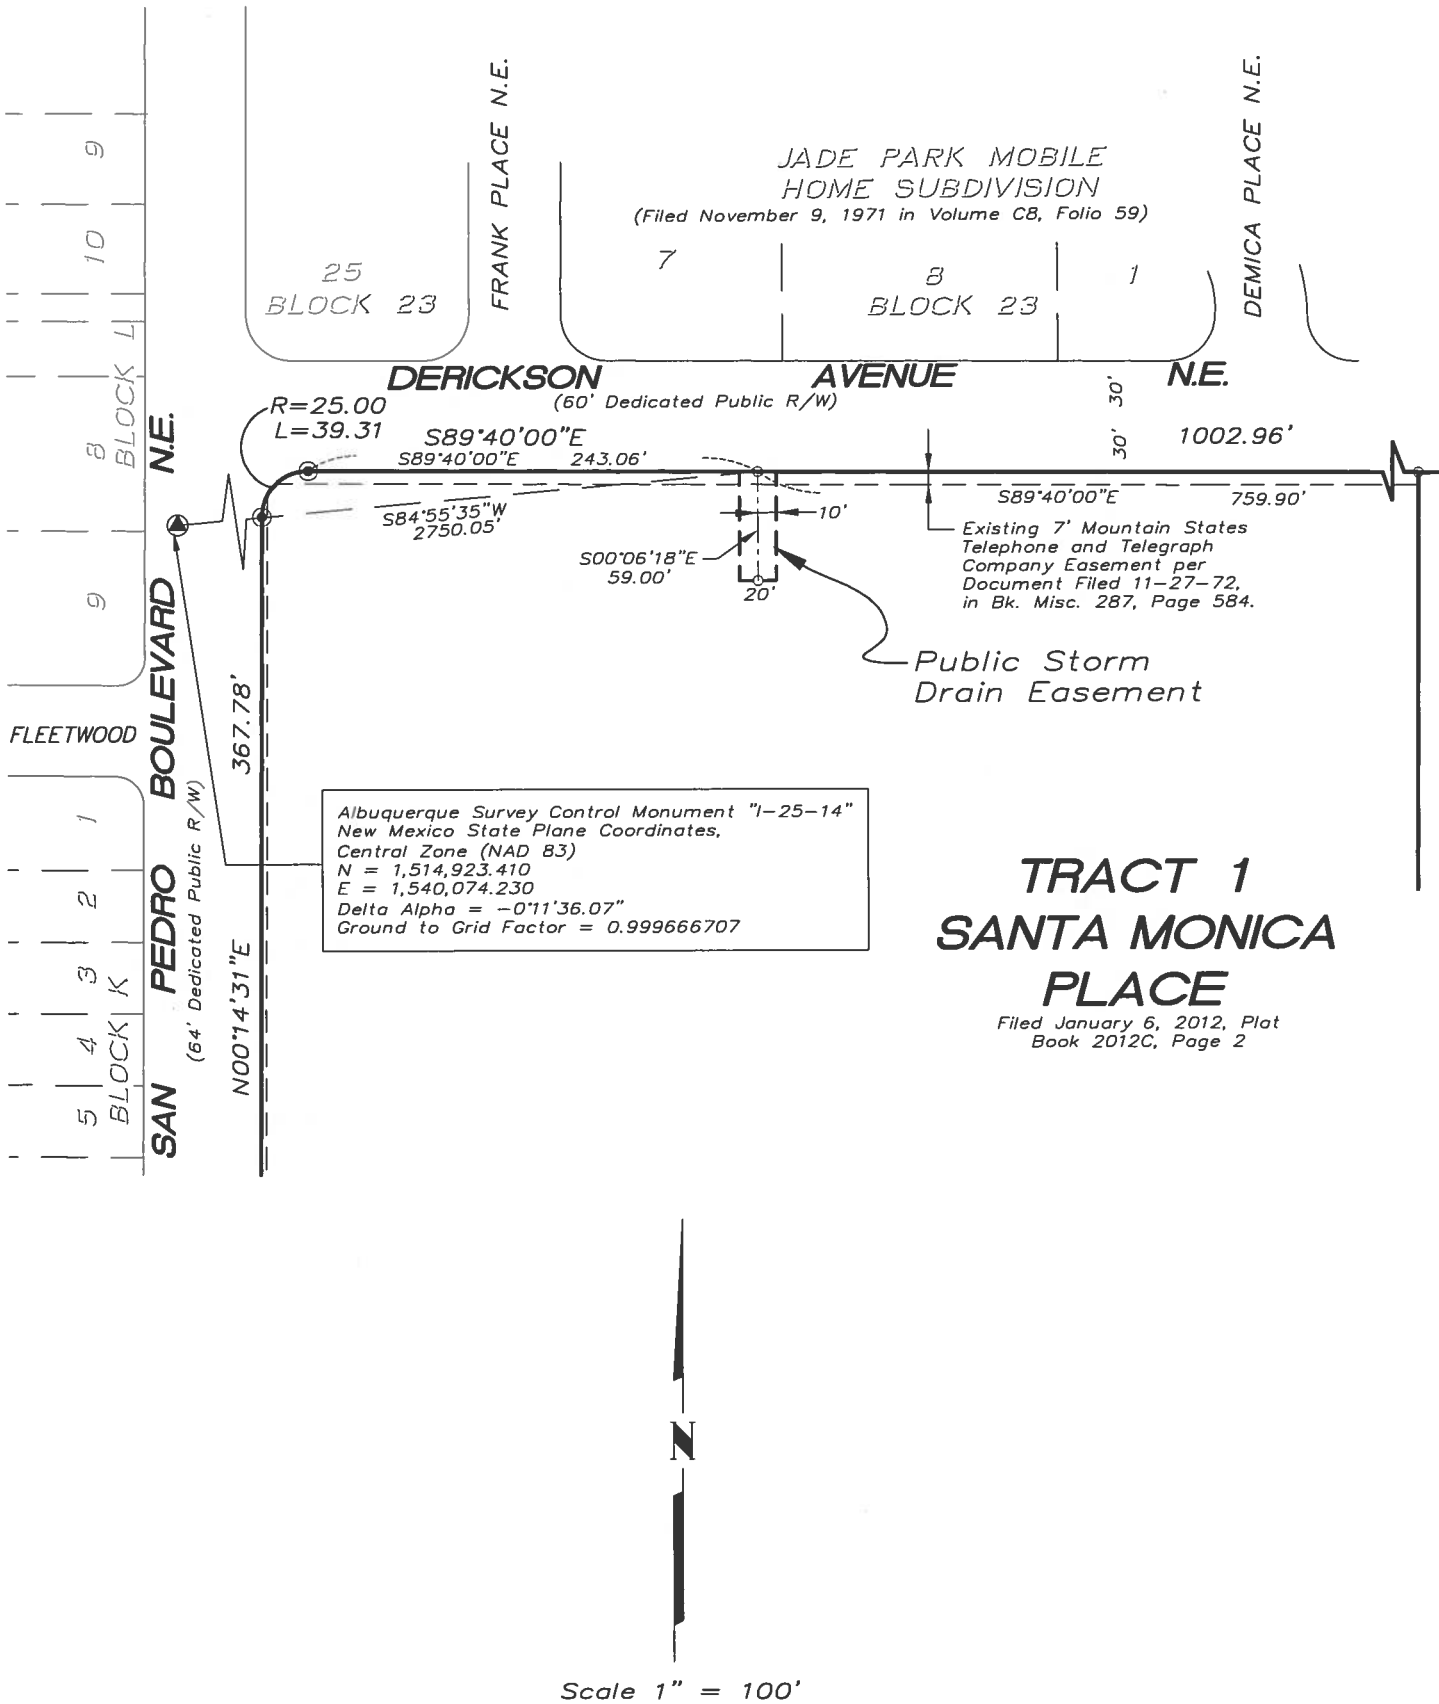 FRANK PLACE N.E.
DEMICA PLACE N.E.
JADE PARK MOBILE
HOME SUBDIVISION
(Filed November 9, 1971 in Volume C8, Folio 59)
9
10
8
BLOCK L
9
25
BLOCK 23
7
8
BLOCK 23
1
DERICKSON AVENUE N.E.
(60' Dedicated Public R/W)
30'
30'
R=25.00
L=39.31
S89°40'00"E
1002.96'
S89°40'00"E 243.06'
S89°40'00"E 759.90'
S84°55'35"W
2750.05'
10'
S00°06'18"E
59.00'
20'
Existing 7' Mountain States
Telephone and Telegraph
Company Easement per
Document Filed 11-27-72,
in Bk. Misc. 287, Page 584.
Public Storm
Drain Easement
FLEETWOOD
SAN PEDRO BOULEVARD N.E.
(64' Dedicated Public R/W)
N00°14'31"E
367.78'
1
2
3
4
5
BLOCK K
Albuquerque Survey Control Monument "I-25-14"
New Mexico State Plane Coordinates,
Central Zone (NAD 83)
N = 1,514,923.410
E = 1,540,074.230
Delta Alpha = -0°11'36.07"
Ground to Grid Factor = 0.999666707
TRACT 1
SANTA MONICA
PLACE
Filed January 6, 2012, Plat
Book 2012C, Page 2
N
Scale 1" = 100'